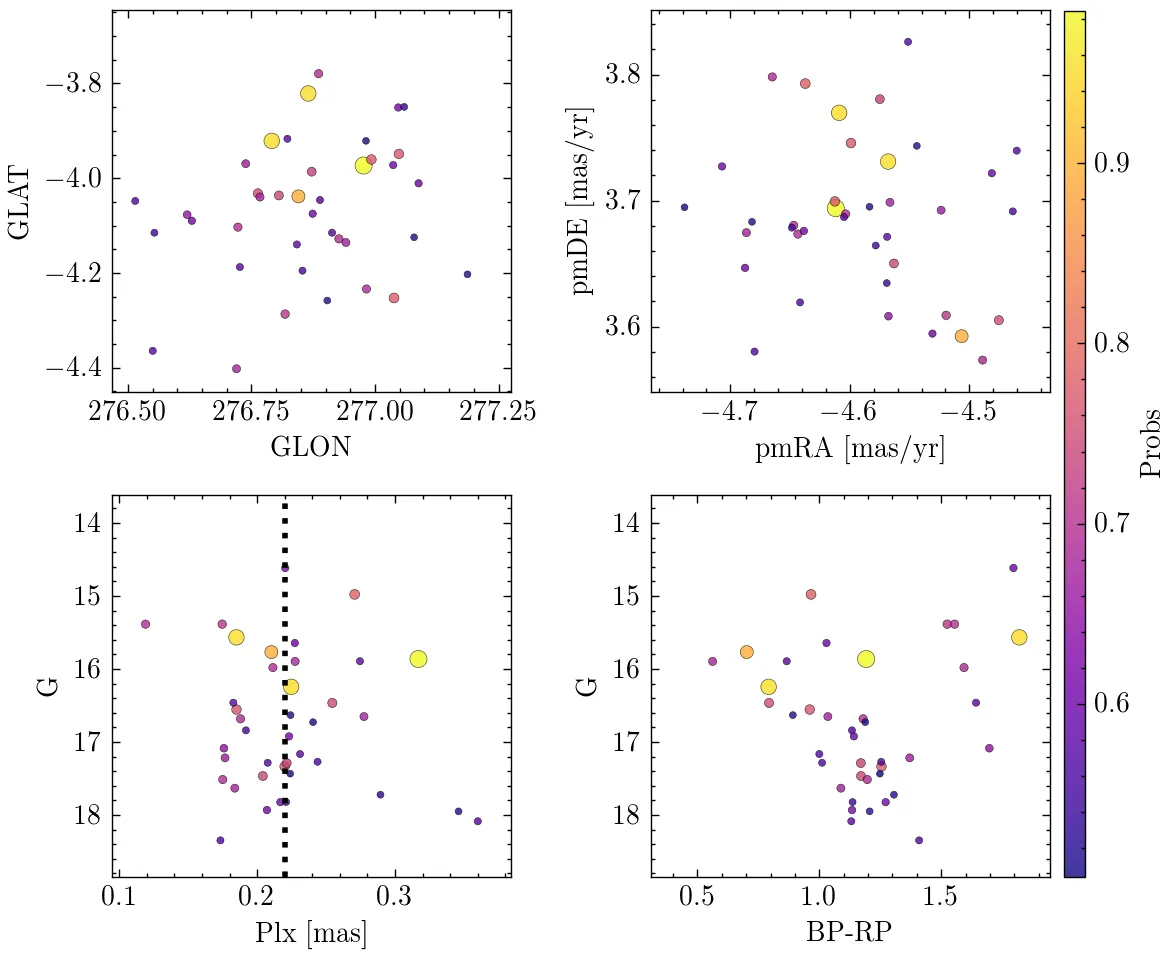 −3.8
−4.0
−4.2
−4.4
GLAT
276.50 276.75 277.00 277.25
GLON
3.8
3.7
3.6
pmDE [mas/yr]
−4.7 −4.6 −4.5
pmRA [mas/yr]
0.9
0.8
0.7
0.6
Probs
14
15
16
17
18
G
0.1 0.2 0.3
Plx [mas]
14
15
16
17
18
G
0.5 1.0 1.5
BP-RP